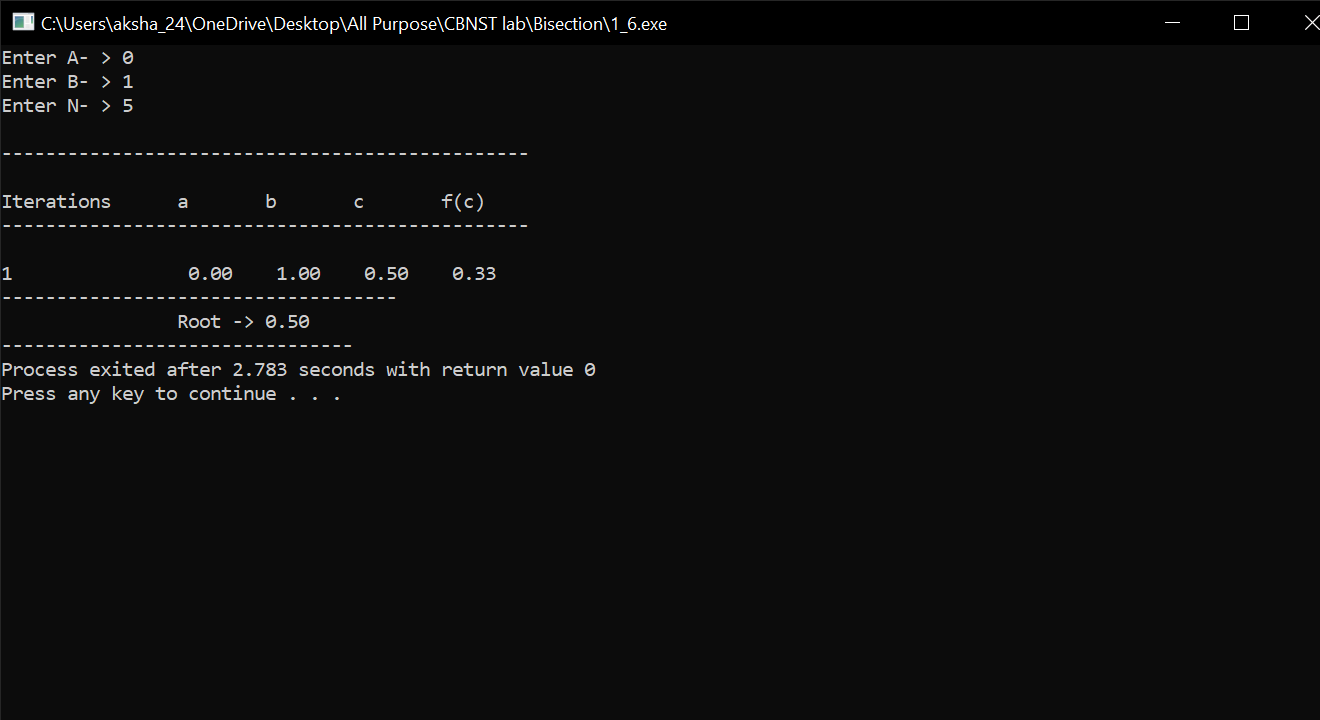 C:\Users\aksha_24\OneDrive\Desktop\All Purpose\CBNST lab\Bisection\1_6.exe
Enter A- > 0
Enter B- > 1
Enter N- > 5
------------------------------------------------
Iterations      a       b       c       f(c)
------------------------------------------------
1                0.00    1.00    0.50    0.33
------------------------------------
                Root -> 0.50
--------------------------------
Process exited after 2.783 seconds with return value 0
Press any key to continue . . .